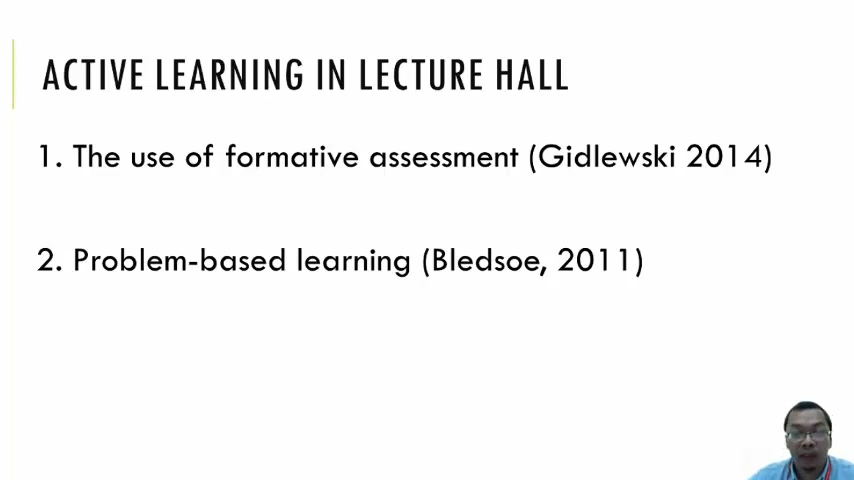 ACTIVE LEARNING IN LECTURE HALL
1. The use of formative assessment (Gidlewski 2014)
2. Problem-based learning (Bledsoe, 2011)